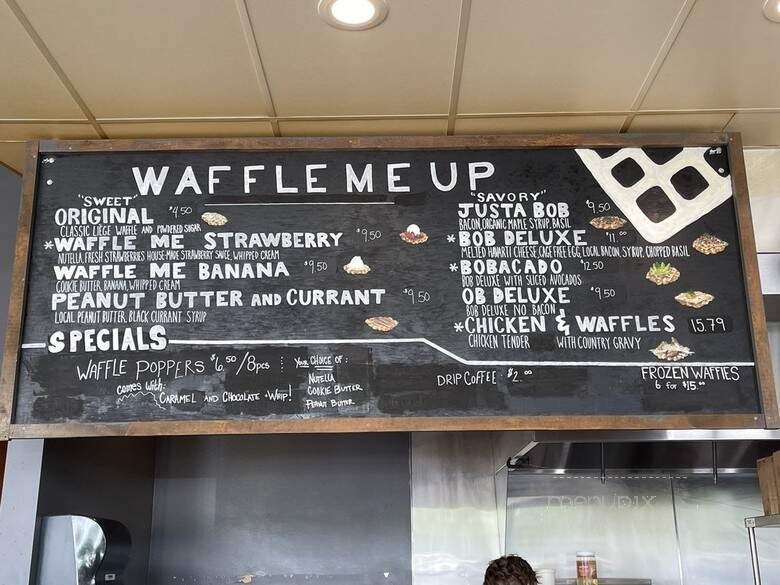 WAFFLE ME UP
"SWEET"
ORIGINAL $4.50
CLASSIC LIEGE WAFFLE AND POWDERED SUGAR
*WAFFLE ME STRAWBERRY $9.50
NUTELLA, FRESH STRAWBERRIES HOUSE-MADE STRAWBERRY SAUCE, WHIPPED CREAM
WAFFLE ME BANANA $9.50
COOKIE BUTTER, BANANA, WHIPPED CREAM
PEANUT BUTTER AND CURRANT $9.50
LOCAL PEANUT BUTTER, BLACK CURRANT SYRUP
"SAVORY"
JUSTA BOB $9.50
BACON, ORGANIC MAPLE SYRUP, BASIL
*BOB DELUXE $11.00
MELTED HAVARTI CHEESE, CAGE FREE EGG, LOCAL BACON, SYRUP, CHOPPED BASIL
*BOBACADO $12.50
BOB DELUXE WITH SLICED AVOCADOS
OB DELUXE $9.50
BOB DELUXE NO BACON
*CHICKEN & WAFFLES 15.79
CHICKEN TENDER WITH COUNTRY GRAVY
SPECIALS
WAFFLE POPPERS $6.50/8pcs
comes with:
CARAMEL AND CHOCOLATE + WHIP!
YOUR CHOICE OF:
NUTELLA
COOKIE BUTTER
PEANUT BUTTER
DRIP COFFEE $2.00
FROZEN WAFFLES
6 for $15.00
menupix